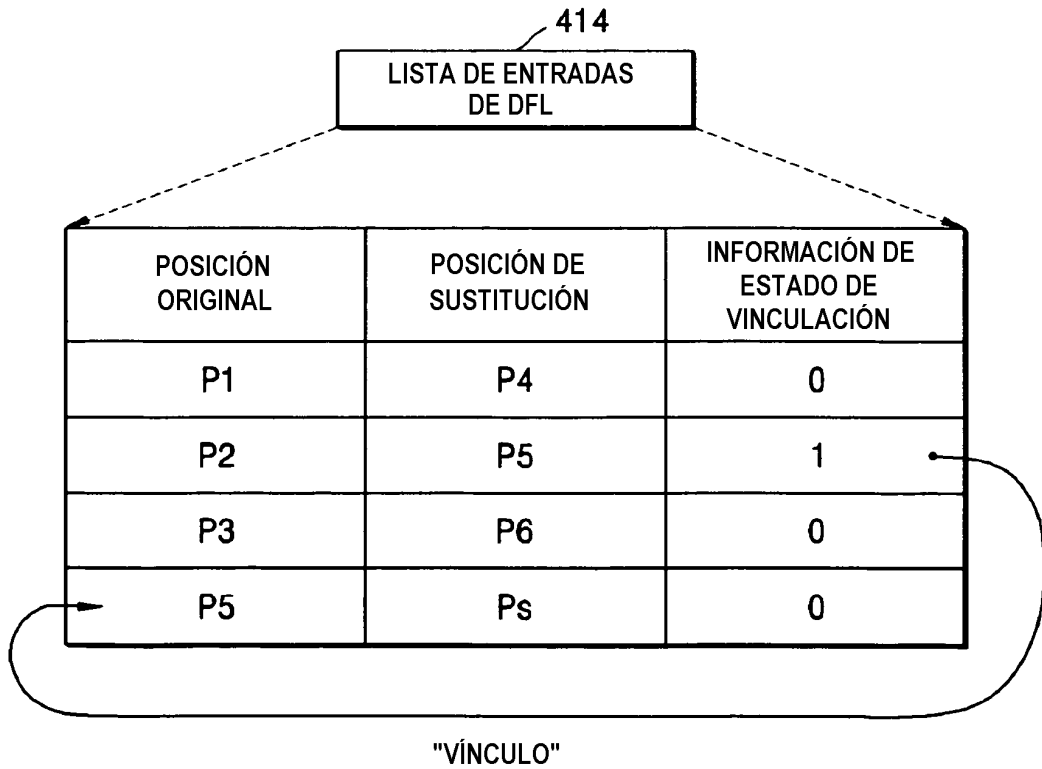 414
LISTA DE ENTRADAS
DE DFL
POSICIÓN
ORIGINAL
POSICIÓN DE
SUSTITUCIÓN
INFORMACIÓN DE
ESTADO DE
VINCULACIÓN
P1 P4 0
P2 P5 1
P3 P6 0
P5 Ps 0
"VÍNCULO"